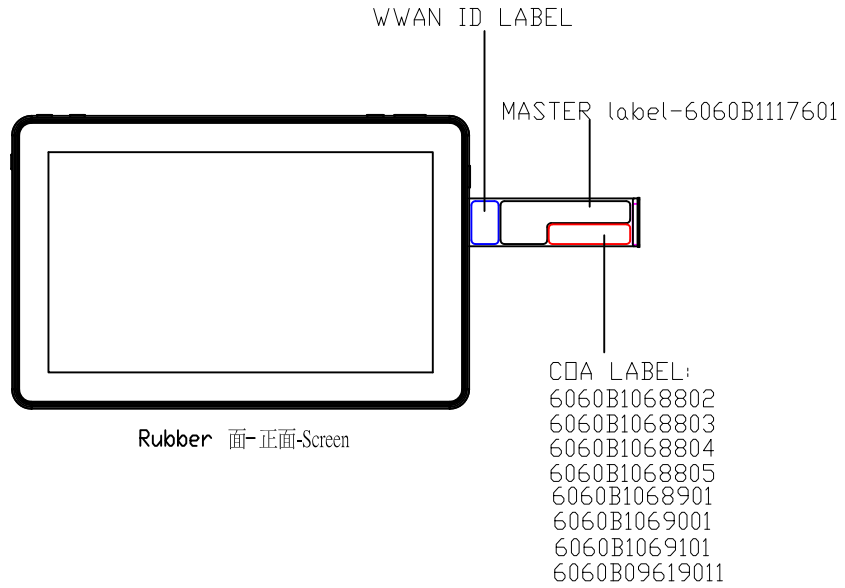 WWAN ID LABEL
MASTER label-6060B1117601
COA LABEL:
6060B1068802
6060B1068803
6060B1068804
6060B1068805
6060B1068901
6060B1069001
6060B1069101
6060B09619011
Rubber 面-正面-Screen